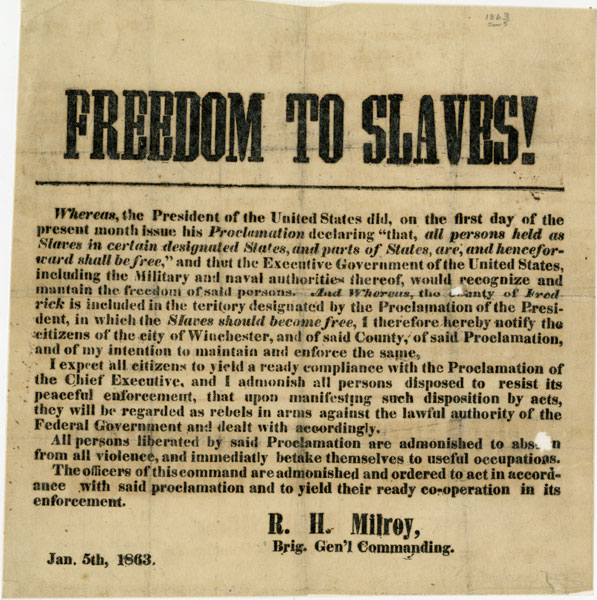 1863
FREEDOM TO SLAVES!
Whereas, the President of the United States did, on the first day of the
present month issue his Proclamation declaring “that, all persons held as
Slaves in certain designated States, and parts of States, are, and hencefor-
ward shall be free,” and that the Executive Government of the United States,
including the Military and naval authorities thereof, would recognize and
mantain the freedom of said persons. And Whereas, the of Fred
rick is included in the teritory designated by the Proclamation of the Presi-
dent, in which the Slaves should become free, I therefore hereby notify the
citizens of the city of Winchester, and of said County, of said Proclamation,
and of my intention to maintain and enforce the same.
I expect all citizens to yield a ready compliance with the Proclamation of
the Chief Executive, and I admonish all persons disposed to resist its
peaceful enforcement, that upon manifesting such disposition by acts,
they will be regarded as rebels in arms against the lawful authority of the
Federal Government and dealt with accordingly.
All persons liberated by said Proclamation are admonished to
from all violence, and immediatly betake themselves to useful occupations.
The officers of this command are admonished and ordered to act in accord-
ance with said proclamation and to yield their ready co-operation in its
enforcement.
R. H. Milroy,
Brig. Gen'l Commanding.
Jan. 5th, 1863.